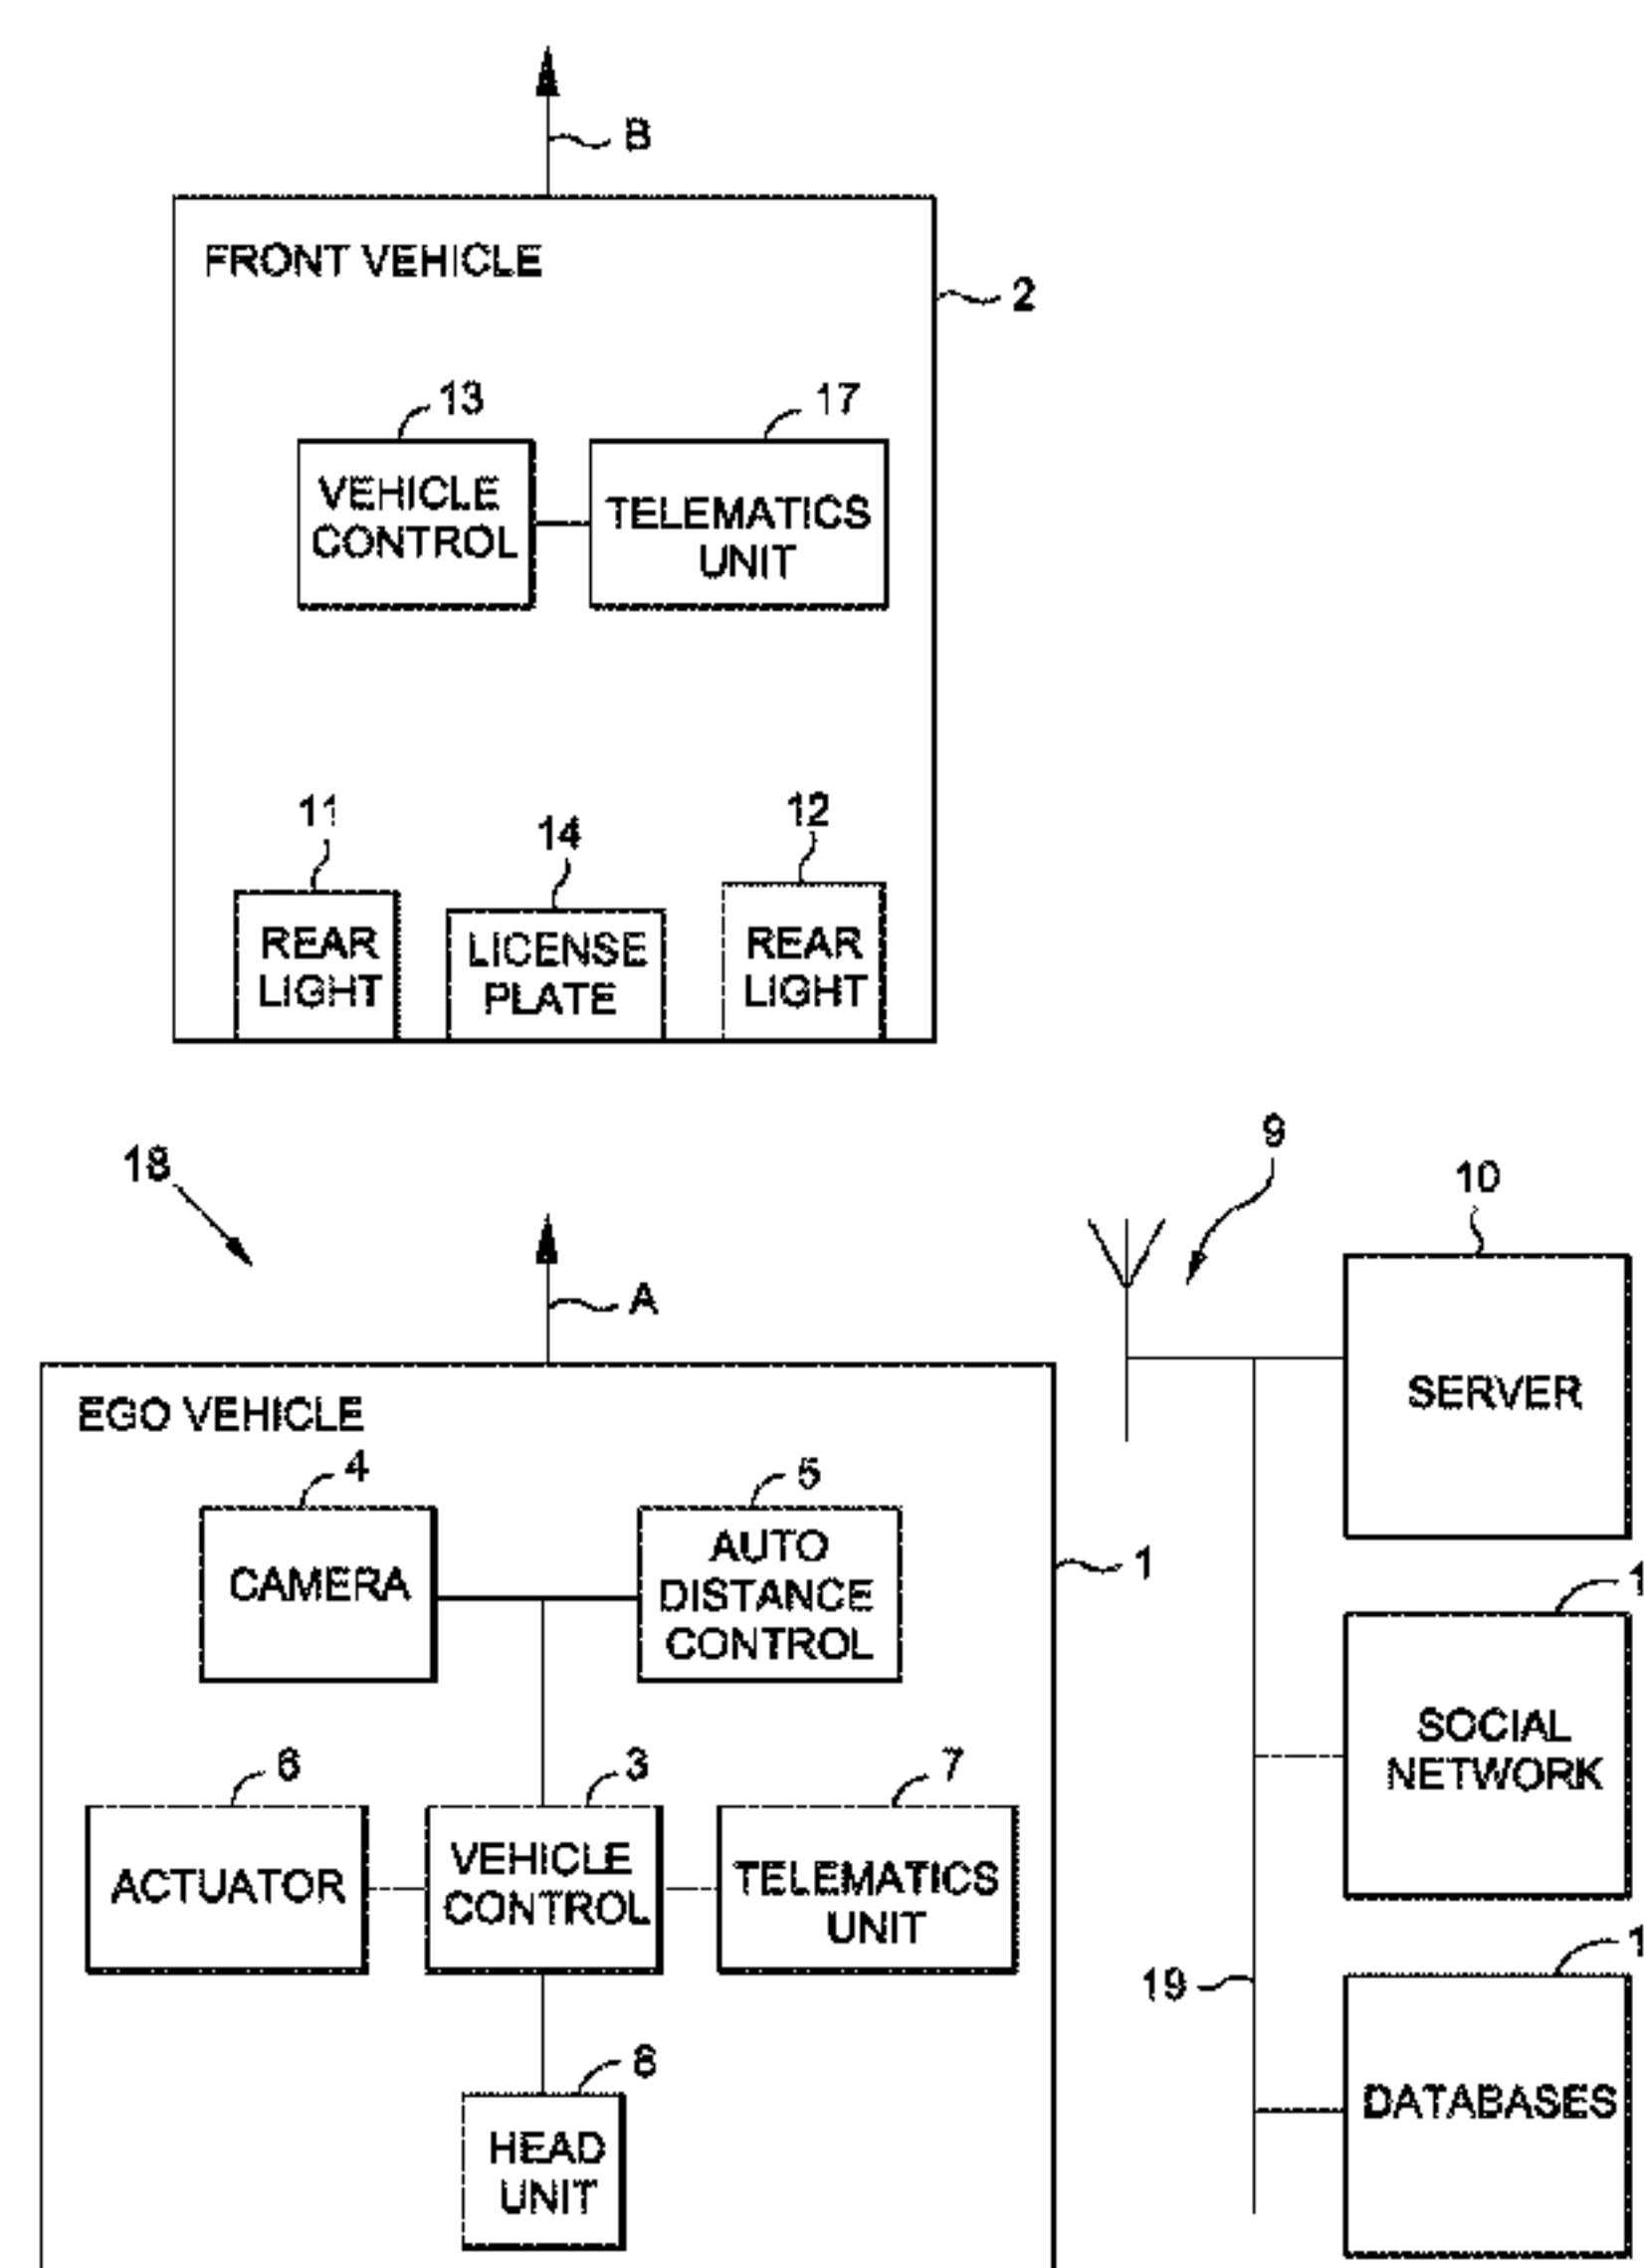 B
FRONT VEHICLE
2
13
17
VEHICLE
CONTROL
TELEMATICS
UNIT
11
14
12
REAR
LIGHT
LICENSE
PLATE
REAR
LIGHT
18
9
10
A
SERVER
EGO VEHICLE
4
5
1
CAMERA
AUTO
DISTANCE
CONTROL
1
SOCIAL
NETWORK
6
3
7
ACTUATOR
VEHICLE
CONTROL
TELEMATICS
UNIT
1
19
DATABASES
8
HEAD
UNIT